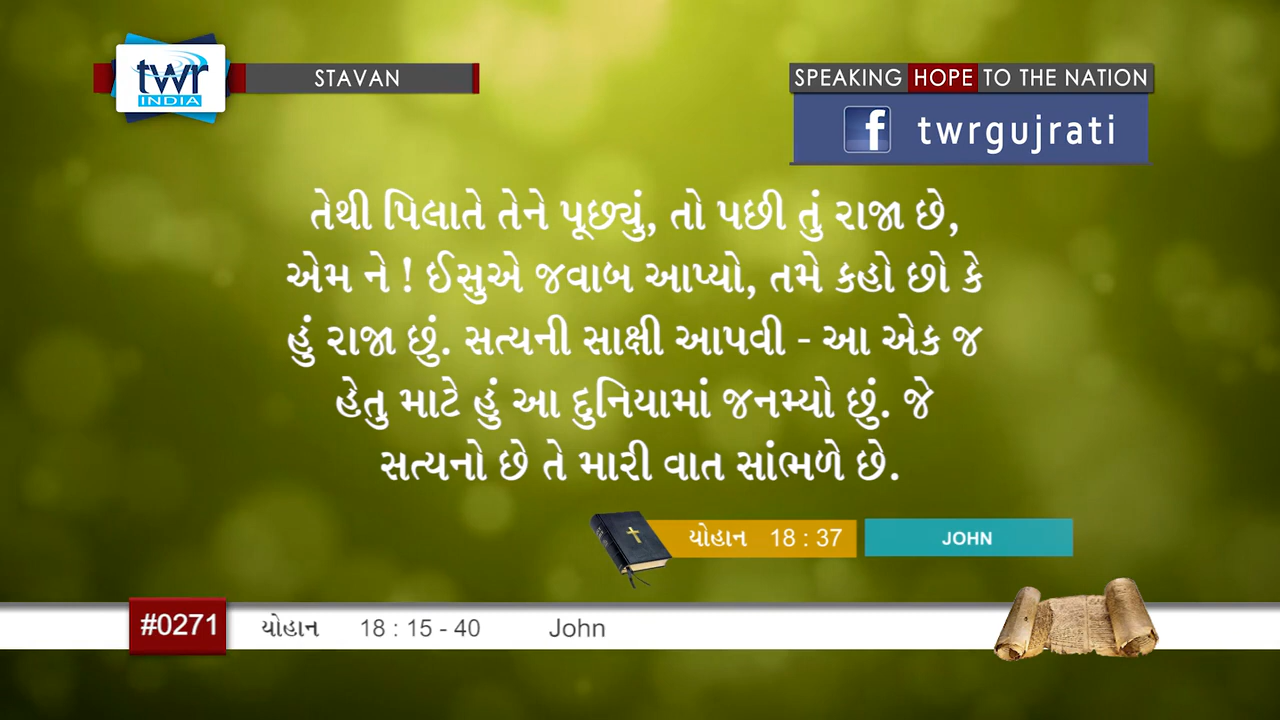 twr
INDIA
STAVAN
SPEAKING HOPE TO THE NATION
f twrgujrati
તેથી પિલાતે તેને પૂછ્યું, તો પછી તું રાજા છે,
એમ ને ! ઈસુએ જવાબ આપ્યો, તમે કહો છો કે
હું રાજા છું. સત્યની સાક્ષી આપવી - આ એક જ
હેતુ માટે હું આ દુનિયામાં જનમ્યો છું. જે
સત્યનો છે તે મારી વાત સાંભળે છે.
યોહાન 18 : 37 JOHN
#0271 યોહાન 18 : 15 - 40 John